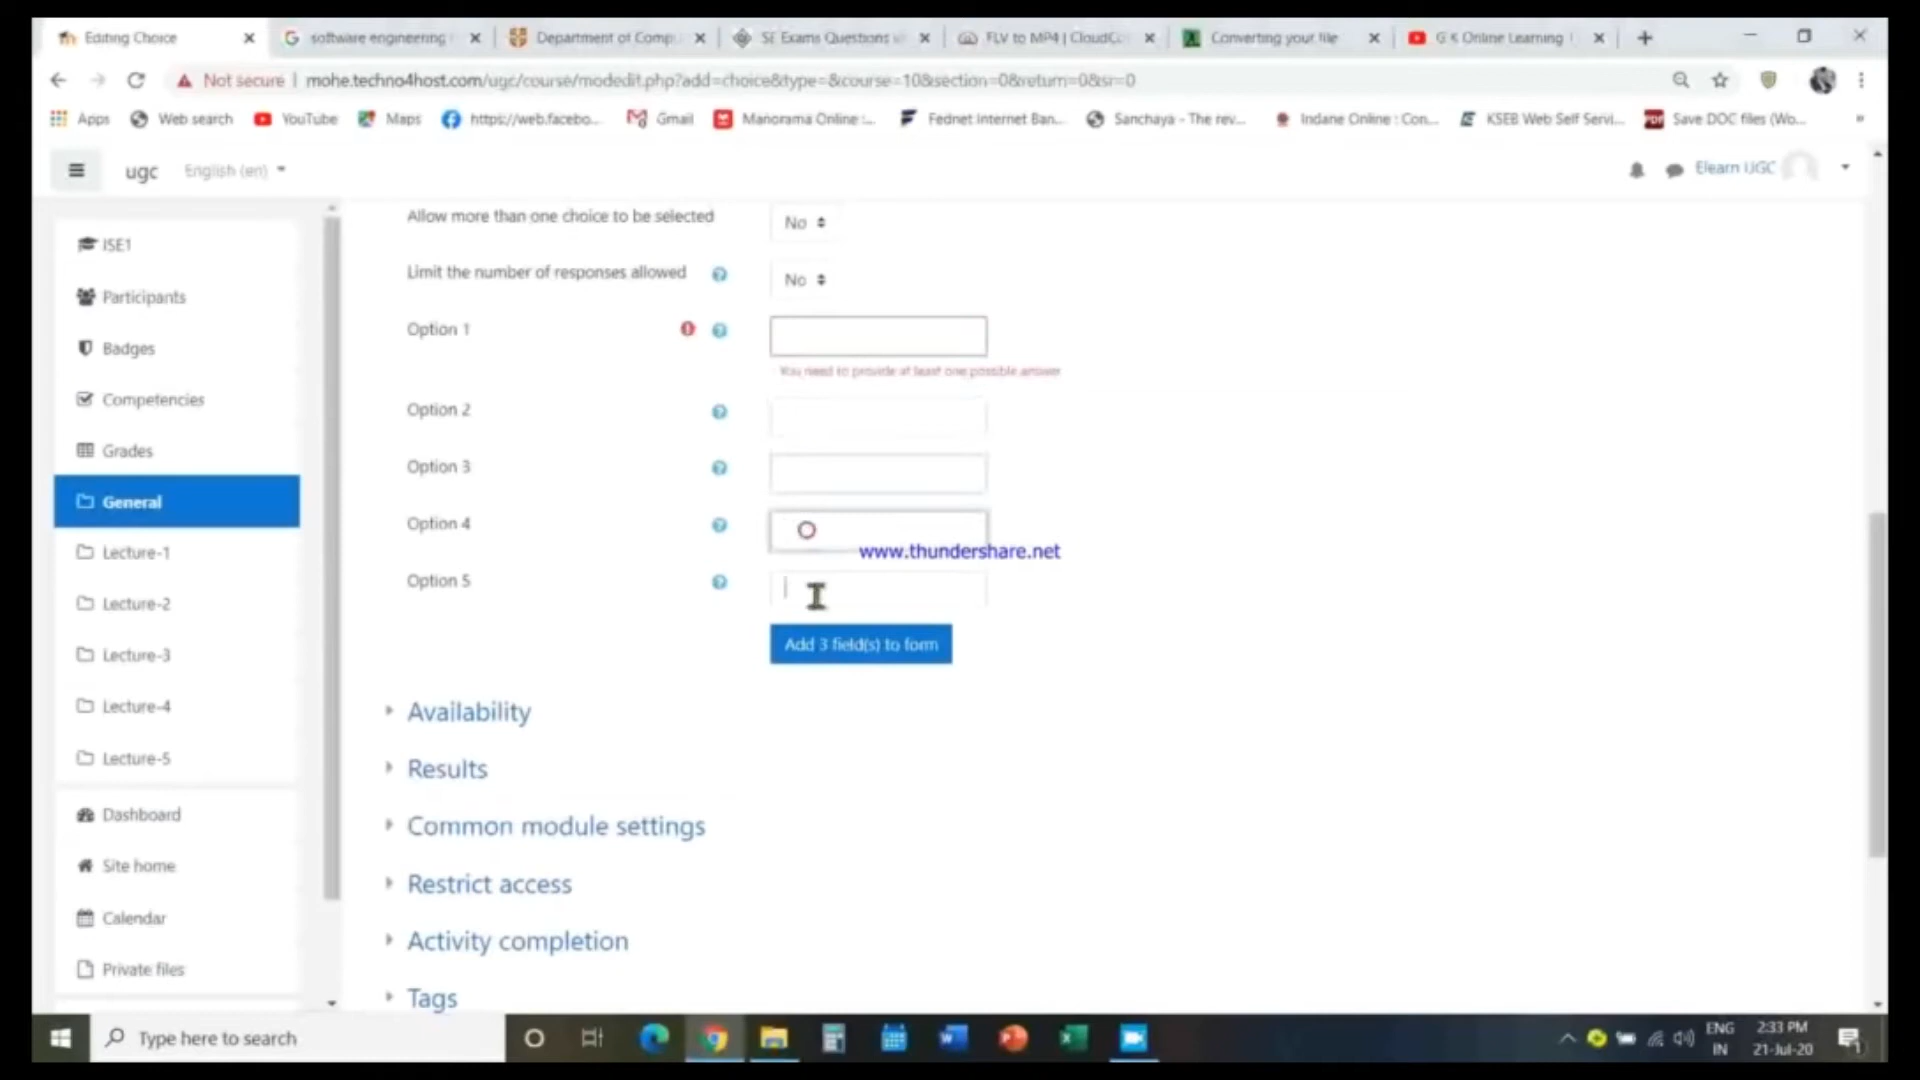 Editing Choice
software engineering
Department of Compu
SE Exams Questions
FLV to MP4 | CloudCo
Converting your file
G K Online Learning
Not secure | mohe.techno4host.com/ugc/course/modedit.php?add=choice&type=&course=10&section=0&return=0&sr=0
Apps
Web search
YouTube
Maps
https://web.facebo...
Gmail
Manorama Online :...
Fednet Internet Ban...
Sanchaya - The rev...
Indane Online : Con...
KSEB Web Self Servi...
Save DOC files (Wo...
»
ugc
English (en)
Elearn UGC
ISE1
Participants
Badges
Competencies
Grades
General
Lecture-1
Lecture-2
Lecture-3
Lecture-4
Lecture-5
Dashboard
Site home
Calendar
Private files
Allow more than one choice to be selected
No
Limit the number of responses allowed
No
Option 1
You need to provide at least one possible answer
Option 2
Option 3
Option 4
www.thundershare.net
Option 5
Add 3 field(s) to form
Availability
Results
Common module settings
Restrict access
Activity completion
Tags
Type here to search
ENG
IN
2:33 PM
21-Jul-20